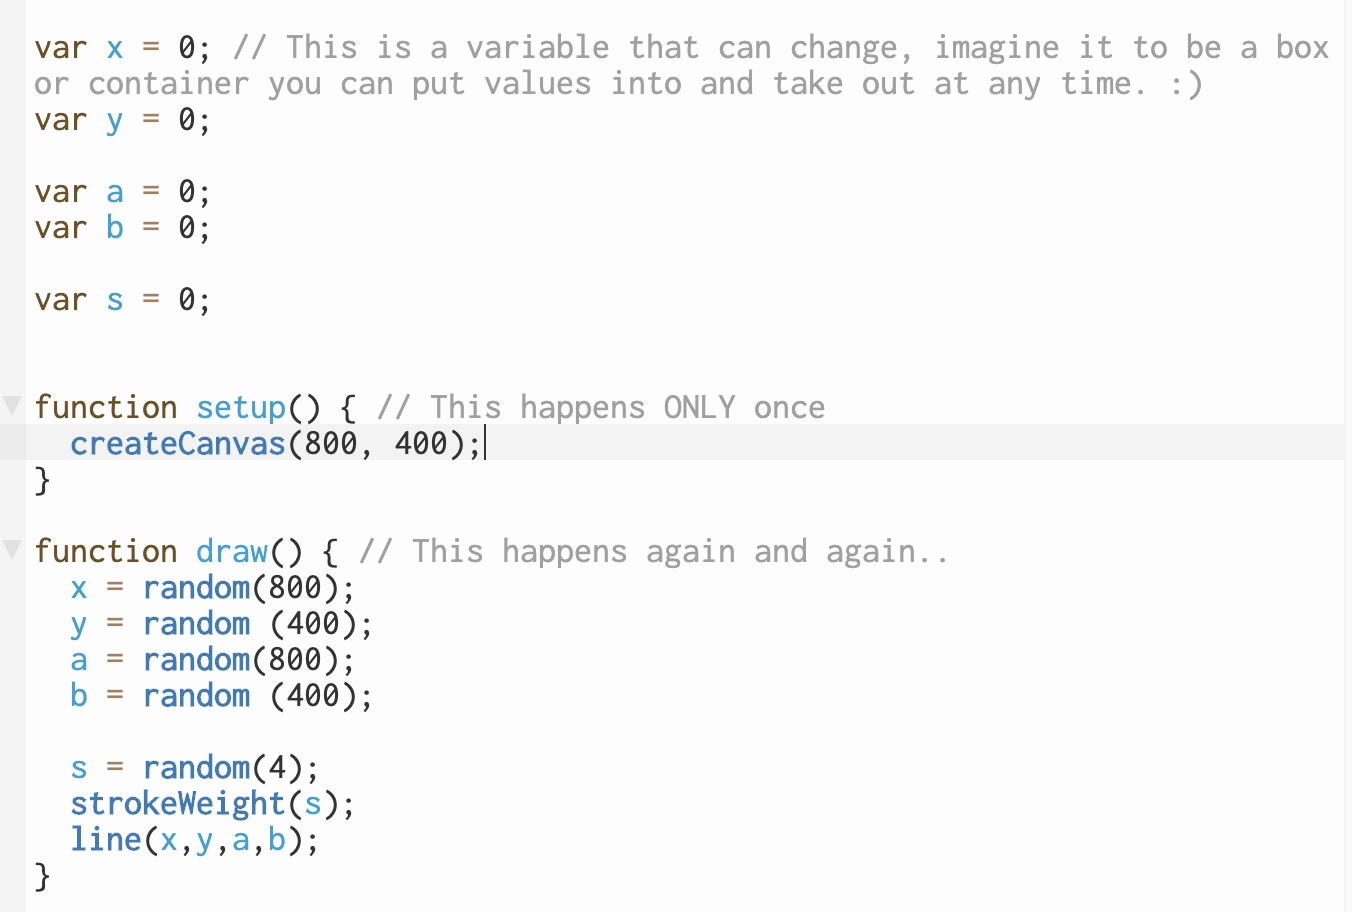 var x = 0; // This is a variable that can change, imagine it to be a box
or container you can put values into and take out at any time. :)
var y = 0;
var a = 0;
var b = 0;
var s = 0;
function setup() { // This happens ONLY once
createCanvas(800, 400);
}
function draw() { // This happens again and again..
x = random(800);
y = random (400);
a = random(800);
b = random (400);
s = random(4);
strokeWeight(s);
line(x,y,a,b);
}